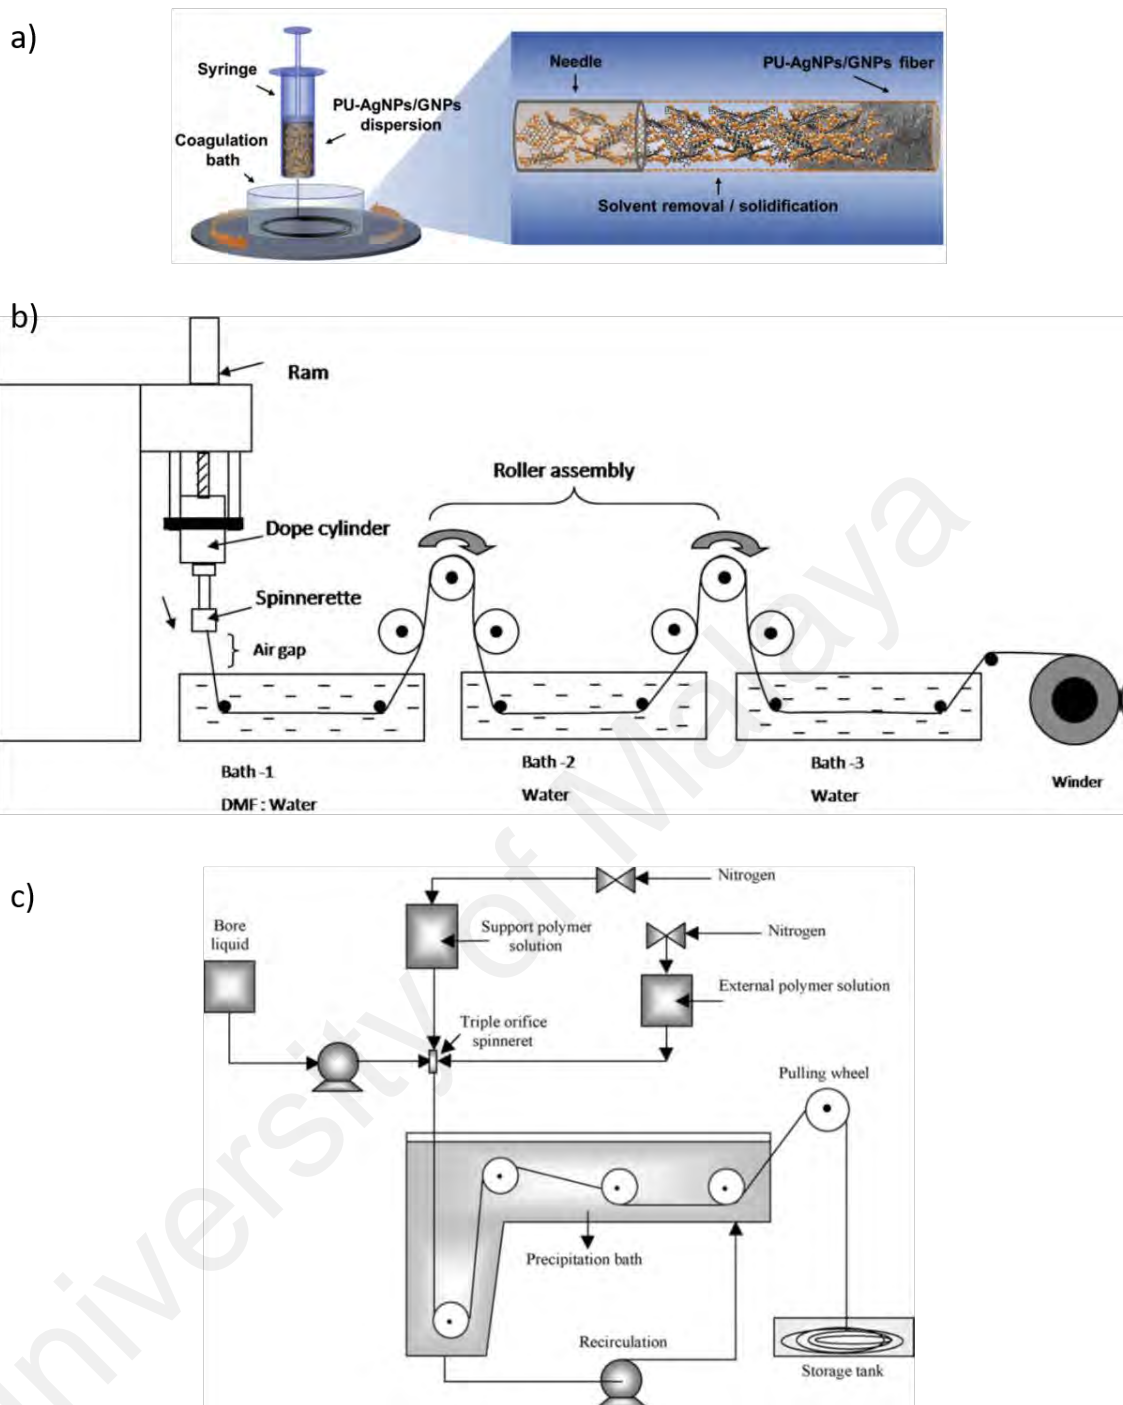 a)
Syringe
PU-AgNPs/GNPs
dispersion
Coagulation
bath
Needle
PU-AgNPs/GNPs fiber
Solvent removal / solidification
b)
Ram
Roller assembly
Dope cylinder
Spinnerette
Air gap
Bath -1
DMF : Water
Bath -2
Water
Bath -3
Water
Winder
c)
Nitrogen
Bore
liquid
Support polymer
solution
Nitrogen
External polymer solution
Triple orifice
spinneret
Pulling wheel
Precipitation bath
Recirculation
Storage tank
University of Malaya